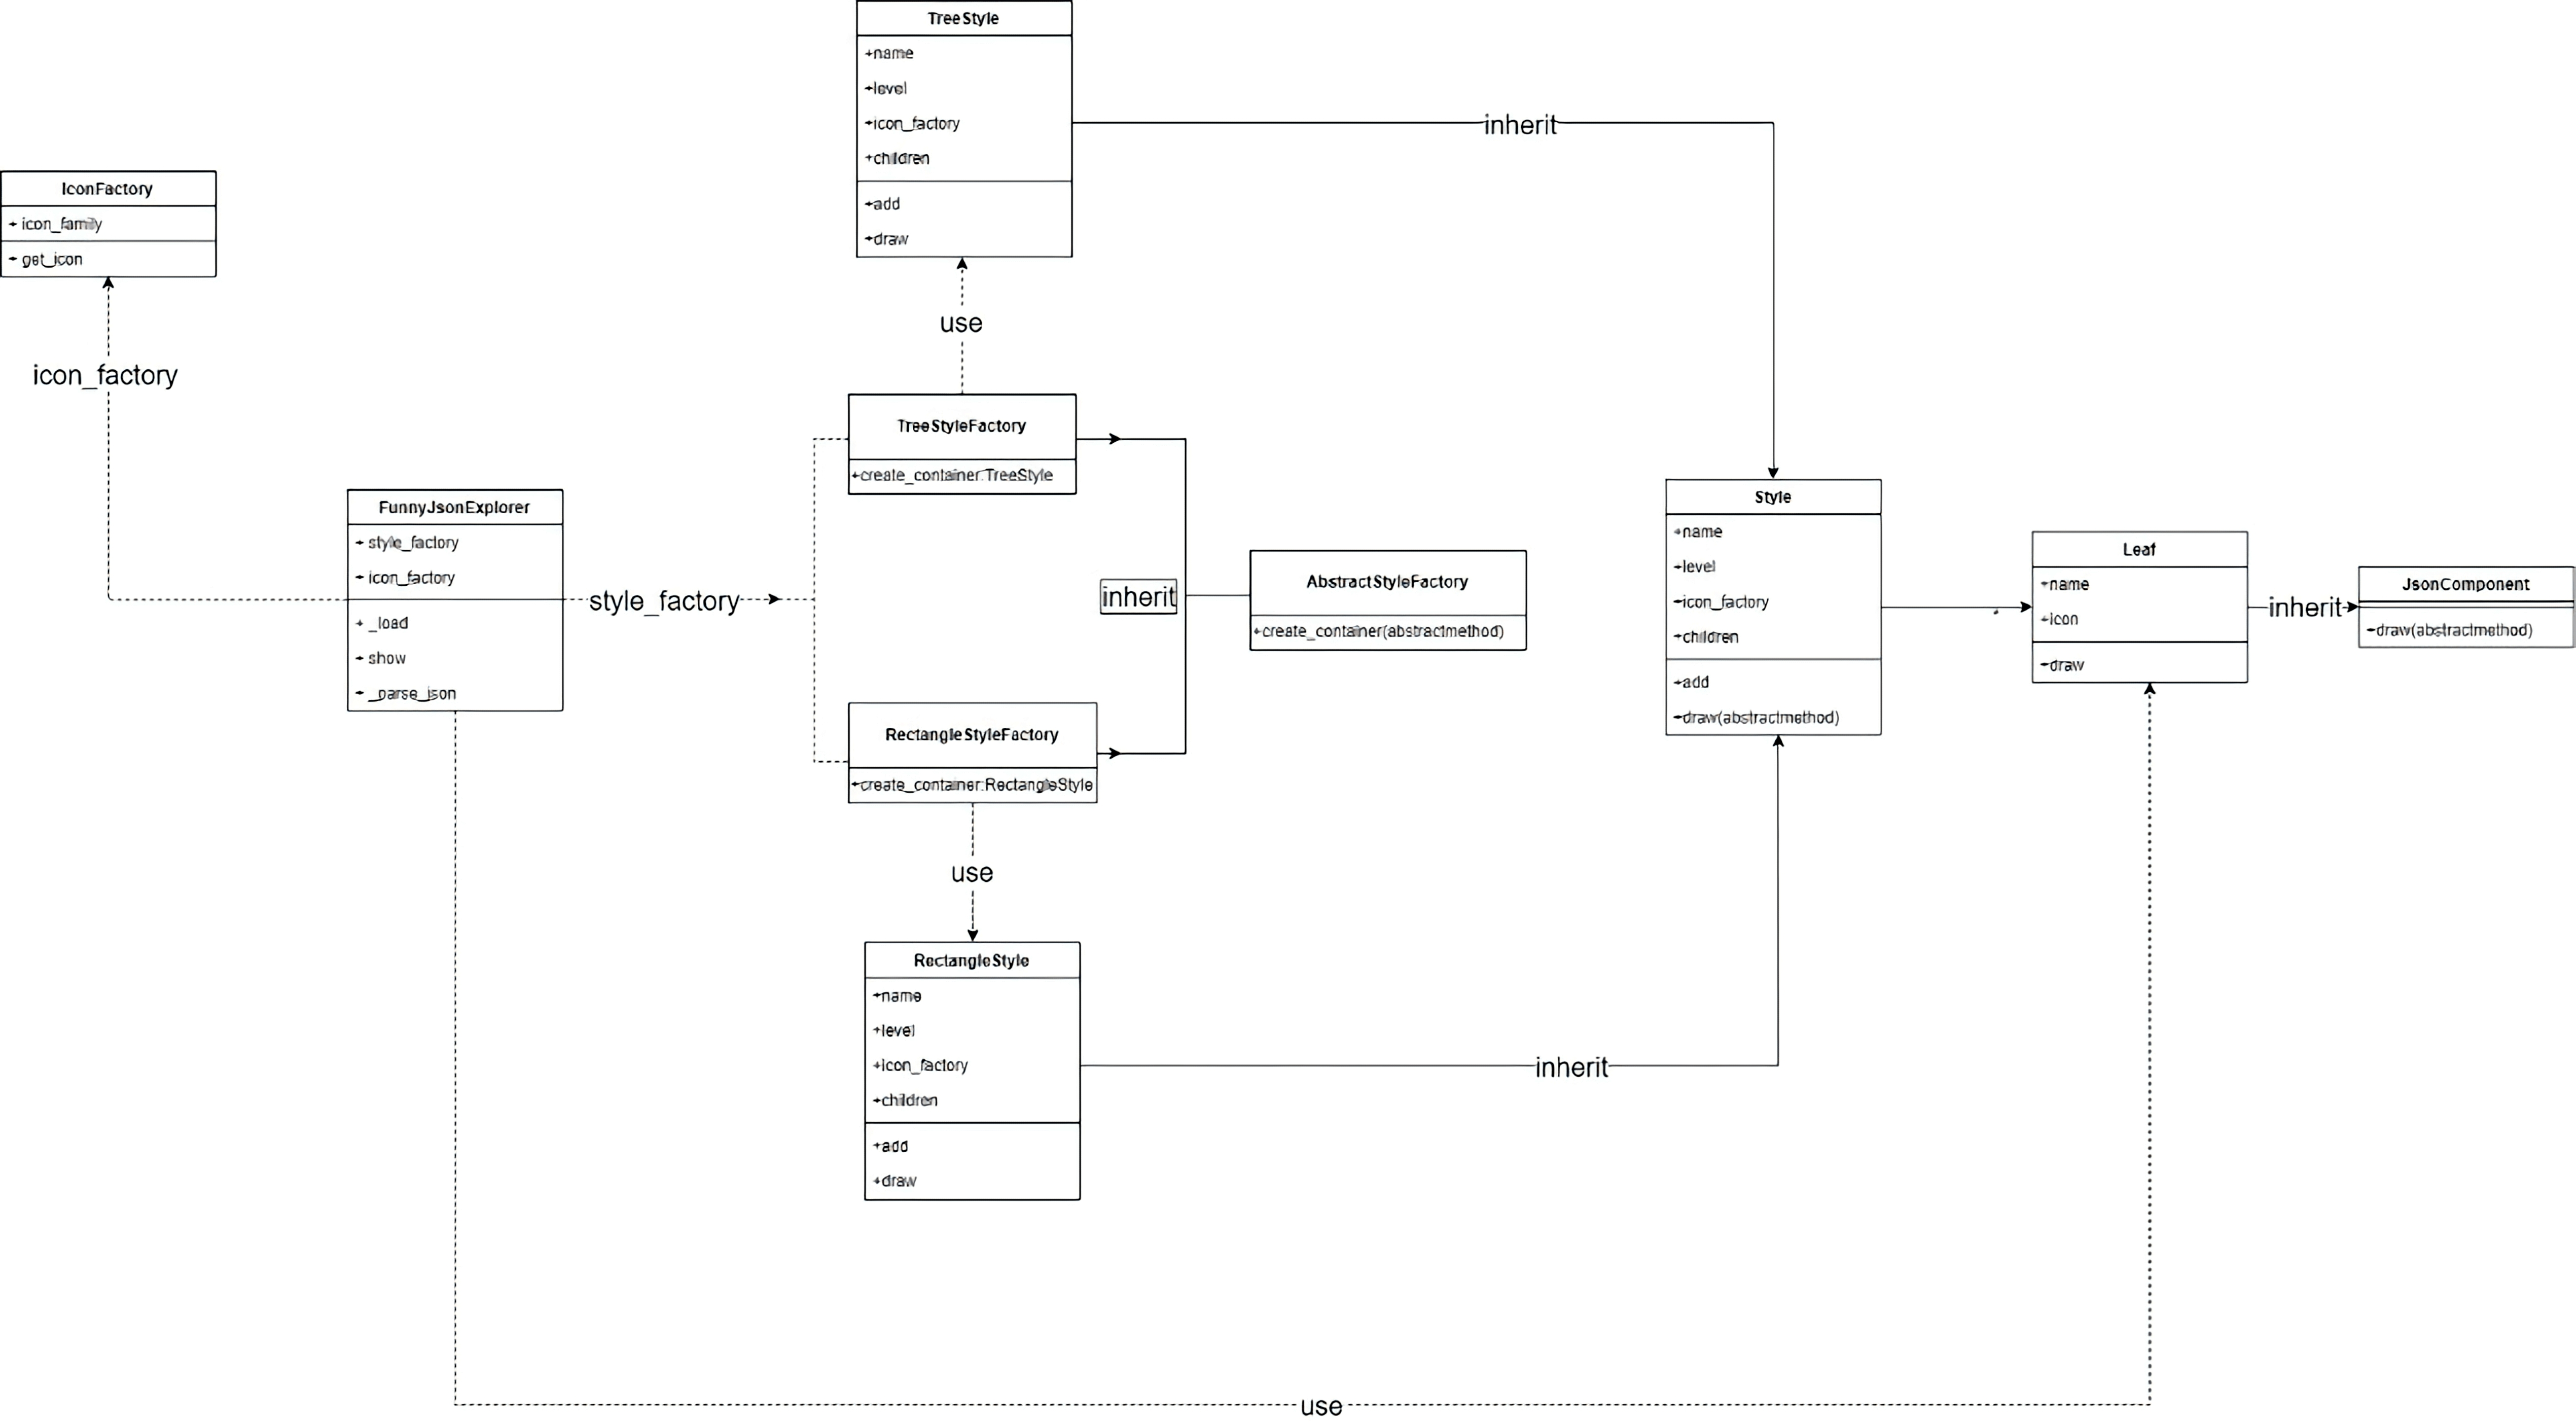 TreeStyle
+name
+level
+icon_factory
+children
+add
+draw
inherit
IconFactory
+ icon_family
+ get_icon
icon_factory
use
TreeStyleFactory
+create_container:TreeStyle
FunnyJsonExplorer
+ style_factory
+ icon_factory
+ _load
+ show
+ _parse_json
style_factory
inherit
AbstractStyleFactory
+create_container(abstractmethod)
RectangleStyleFactory
+create_container:RectangleStyle
use
RectangleStyle
+name
+level
+icon_factory
+children
+add
+draw
inherit
Style
+name
+level
+icon_factory
+children
+add
+draw(abstractmethod)
Leaf
+name
+icon
+draw
inherit
JsonComponent
+draw(abstractmethod)
use